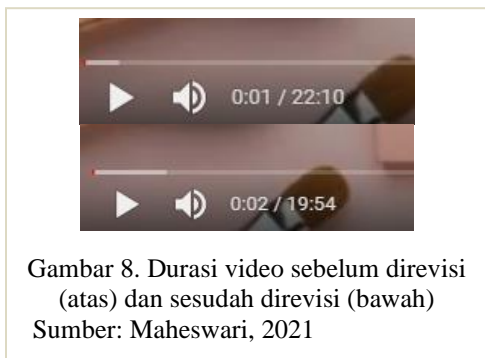 0:01 / 22:10
0:02 / 19:54
Gambar 8. Durasi video sebelum direvisi
(atas) dan sesudah direvisi (bawah)
Sumber: Maheswari, 2021